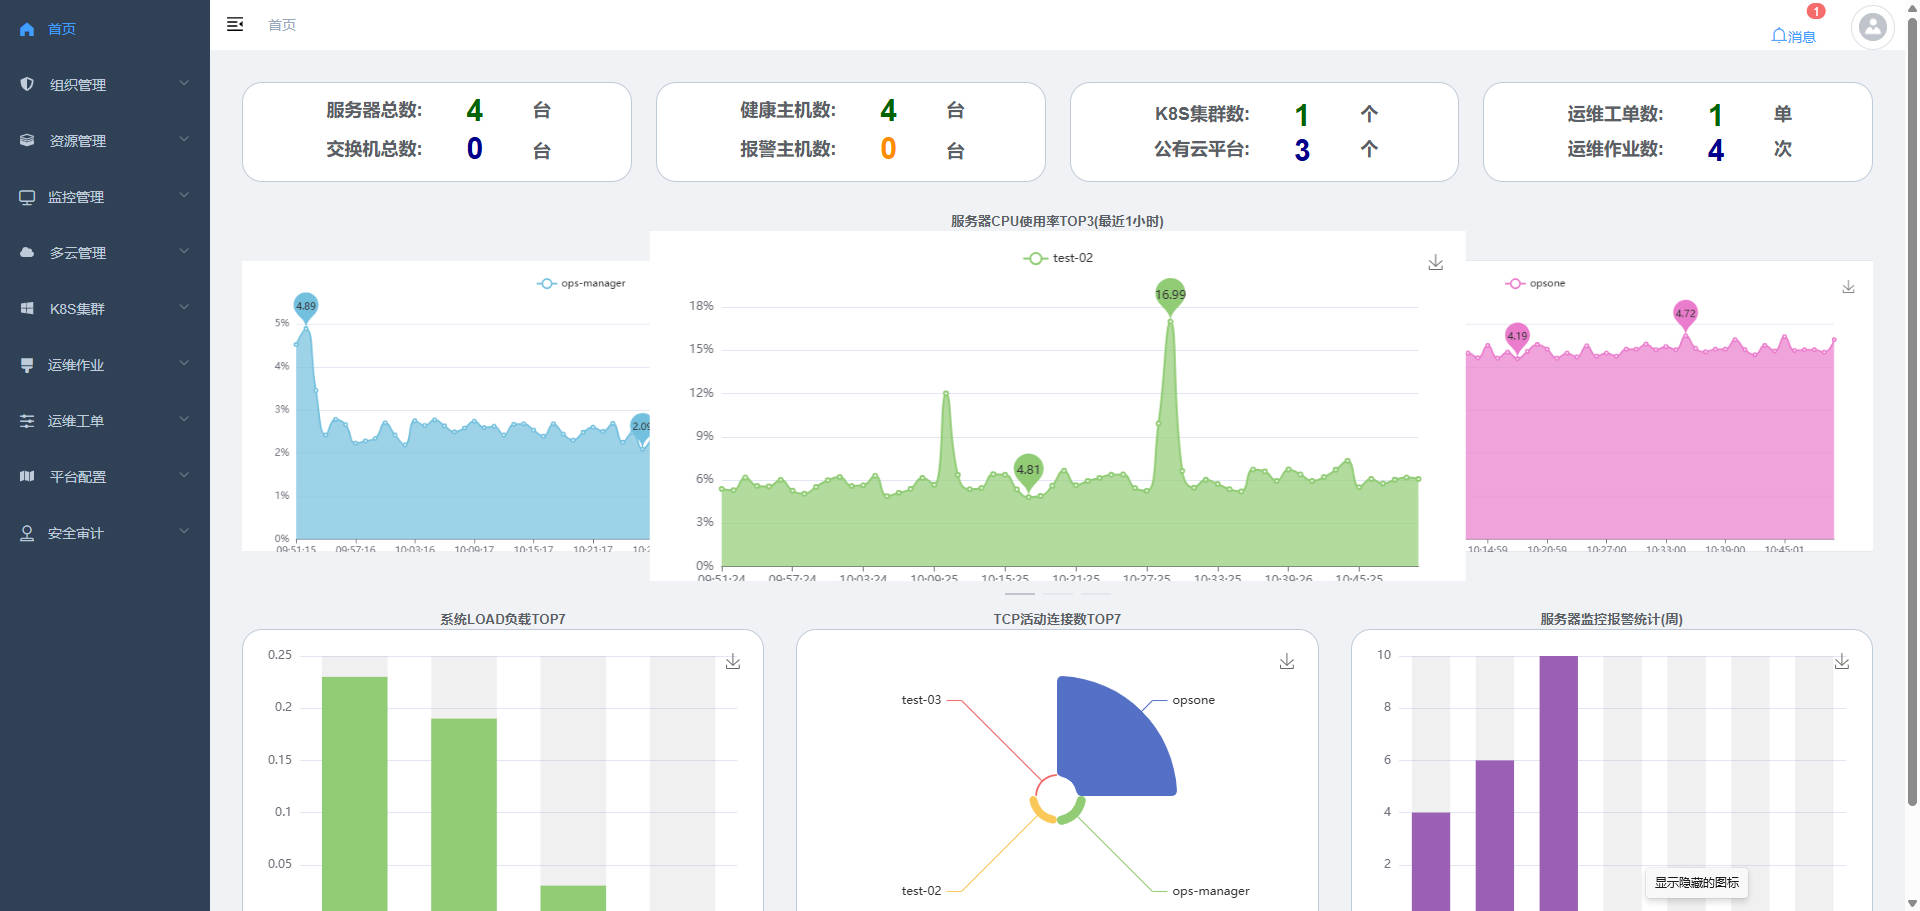 首页
组织管理
资源管理
监控管理
多云管理
K8S集群
运维作业
运维工单
平台配置
安全审计
首页
1
消息
服务器总数: 4 台
交换机总数: 0 台
健康主机数: 4 台
报警主机数: 0 台
K8S集群数: 1 个
公有云平台: 3 个
运维工单数: 1 单
运维作业数: 4 次
服务器CPU使用率TOP3(最近1小时)
ops-manager
4.89
2.09
5%
4%
3%
2%
1%
0%
09:51:15 09:57:16 10:03:16 10:09:17 10:15:17 10:21:17
test-02
16.99
4.81
18%
15%
12%
9%
6%
3%
0%
09:51:24 09:57:24 10:03:24 10:09:25 10:15:25 10:21:25 10:27:25 10:33:25 10:39:26 10:45:25
opsone
4.19
4.72
10:14:59 10:20:59 10:27:00 10:33:00 10:39:00 10:45:01
系统LOAD负载TOP7
0.25
0.2
0.15
0.1
0.05
TCP活动连接数TOP7
test-03
opsone
test-02
ops-manager
服务器监控报警统计(周)
10
8
6
4
2
显示隐藏的图标